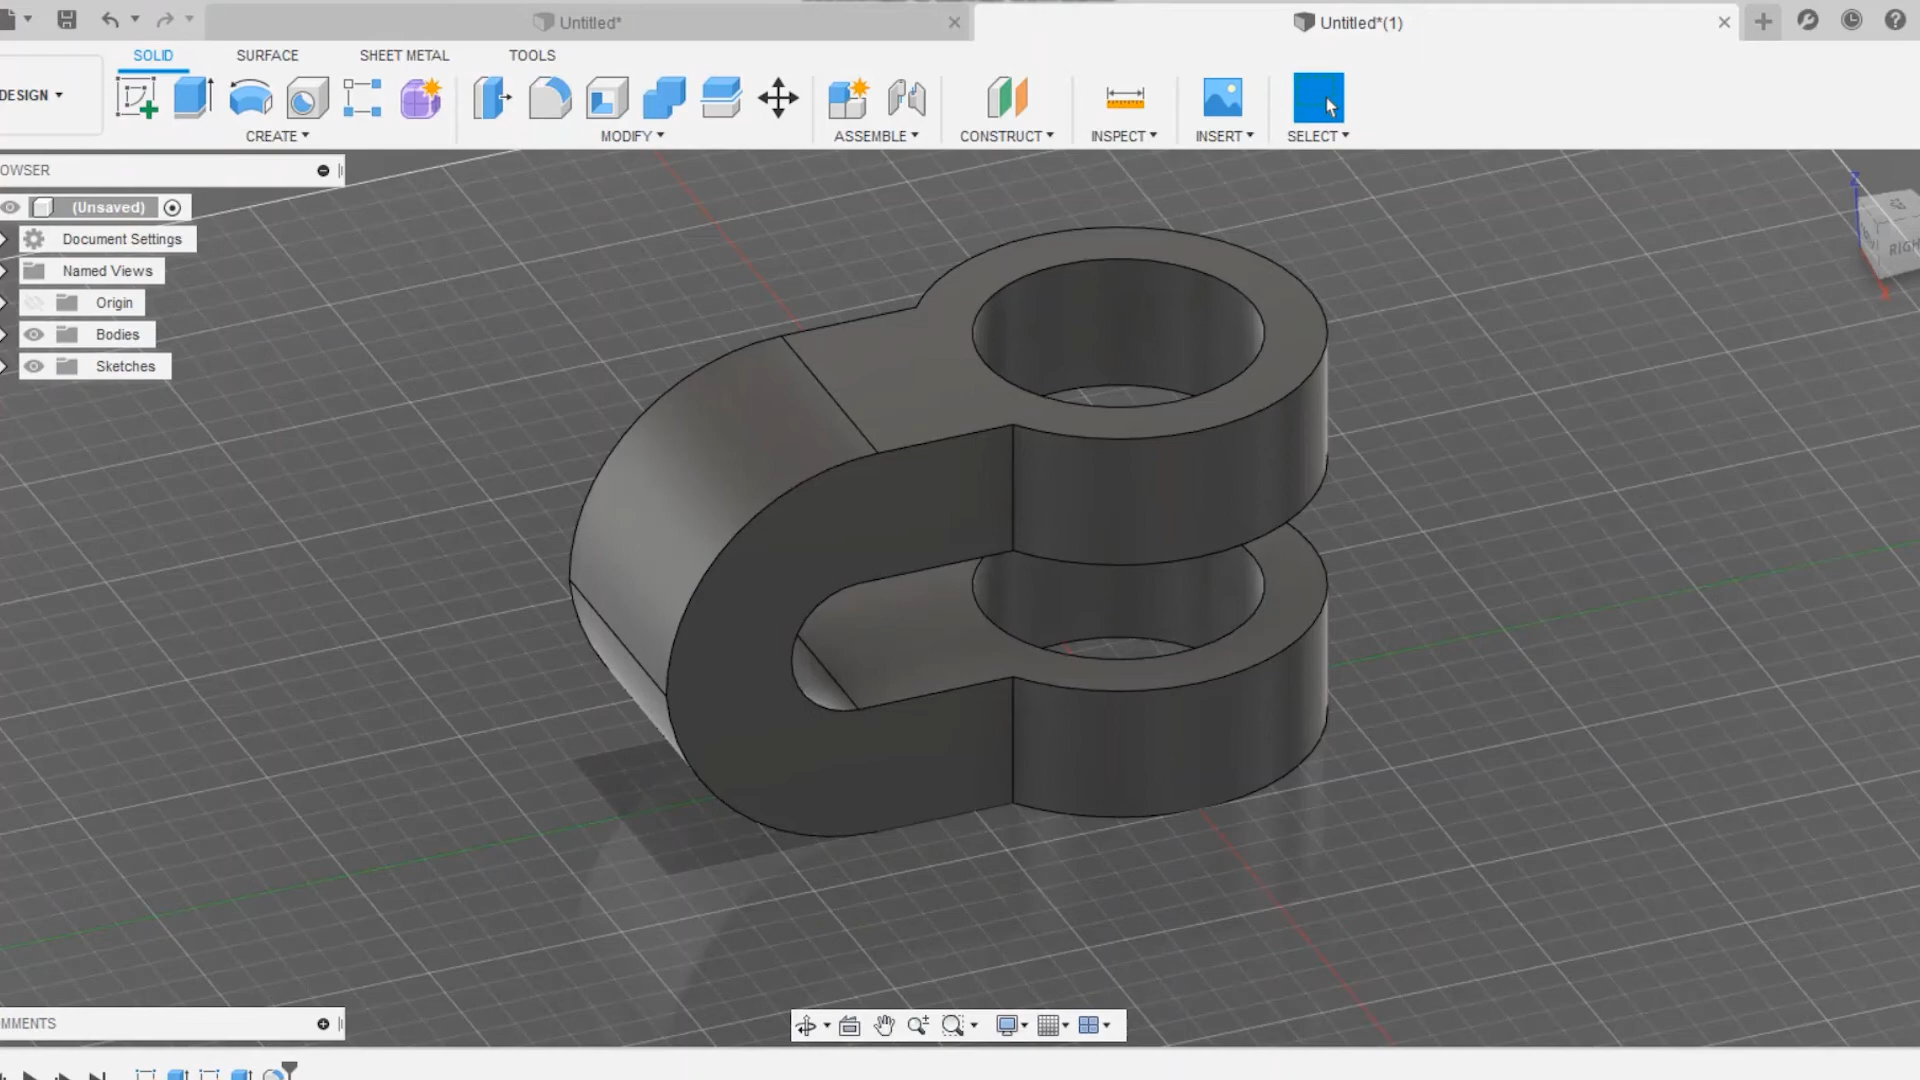 Untitled*
Untitled*(1)
SOLID
SURFACE
SHEET METAL
TOOLS
DESIGN
CREATE
MODIFY
ASSEMBLE
CONSTRUCT
INSPECT
INSERT
SELECT
OWSER
(Unsaved)
Document Settings
Named Views
Origin
Bodies
Sketches
Z
RIGH
X
MMENTS